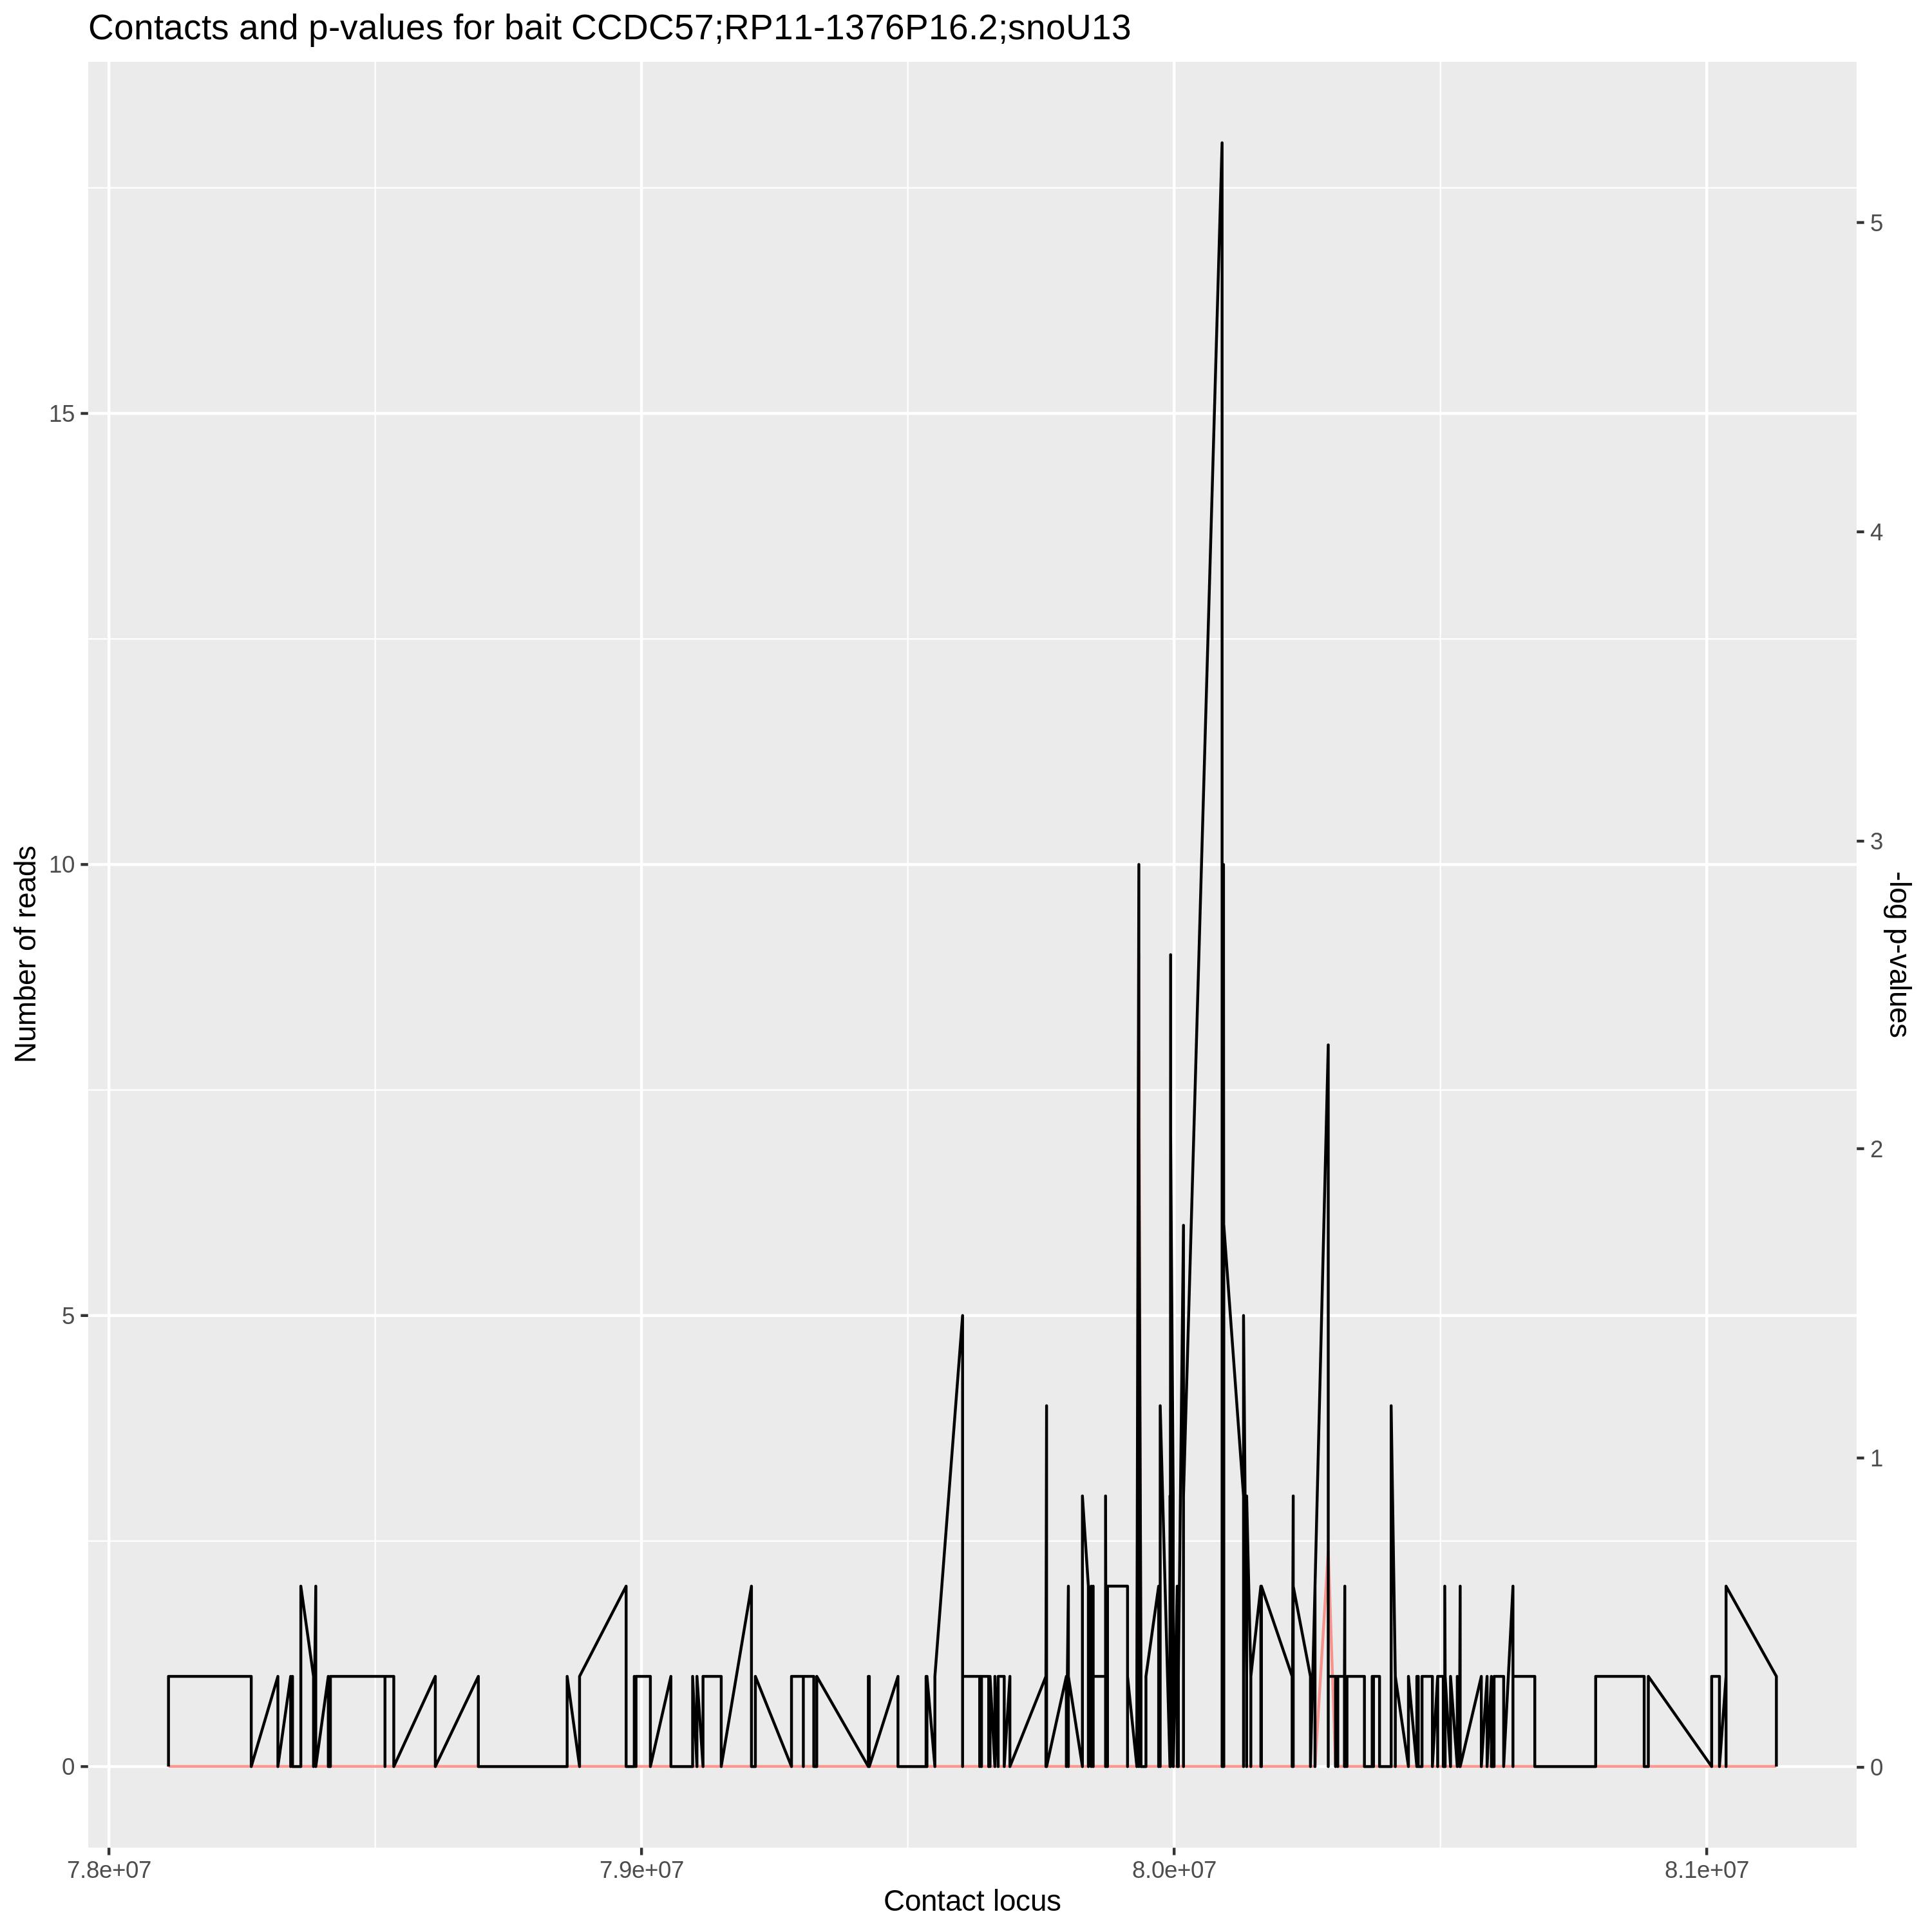 Contacts and p-values for bait CCDC57;RP11-1376P16.2;snoU13
Number of reads
15
10
5
0
5
4
3
2
1
0
-log p-values
7.8e+07
7.9e+07
8.0e+07
8.1e+07
Contact locus